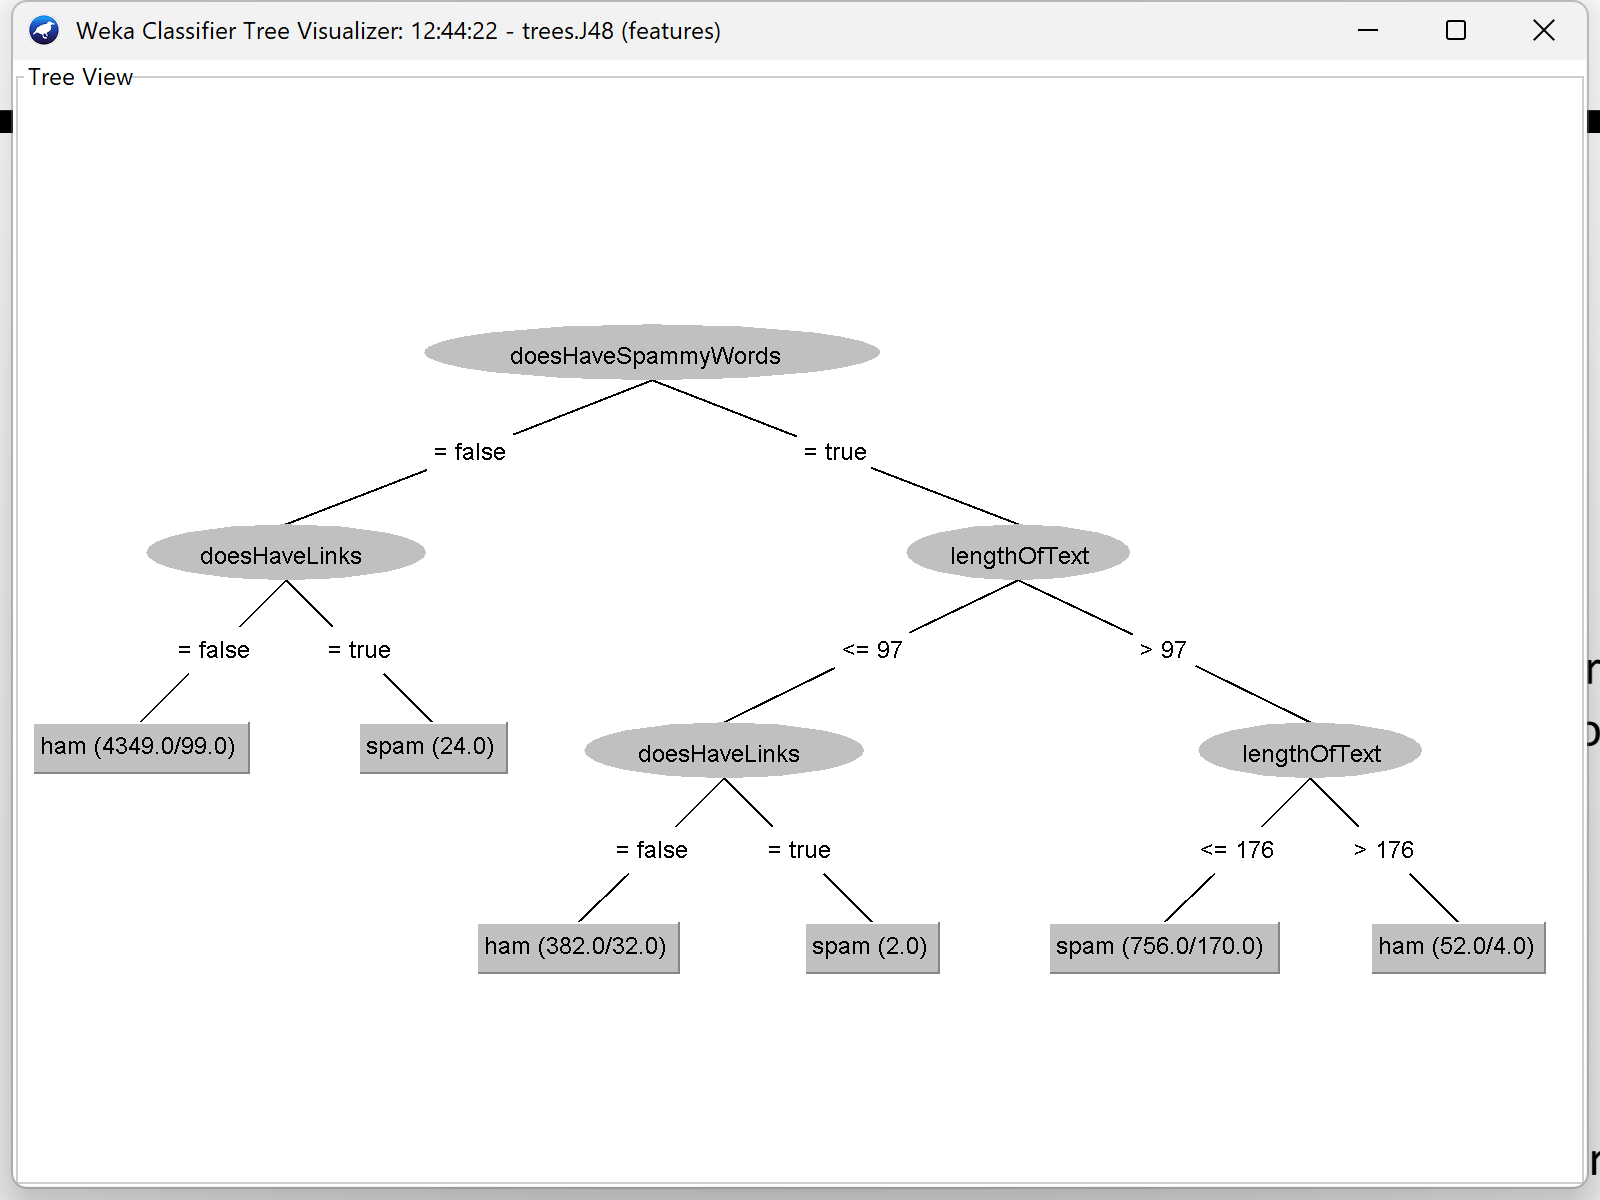 Weka Classifier Tree Visualizer: 12:44:22 - trees.J48 (features)
Tree View
doesHaveSpammyWords
= false
= true
doesHaveLinks
lengthOfText
= false
= true
<= 97
> 97
ham (4349.0/99.0)
spam (24.0)
doesHaveLinks
lengthOfText
= false
= true
<= 176
> 176
ham (382.0/32.0)
spam (2.0)
spam (756.0/170.0)
ham (52.0/4.0)